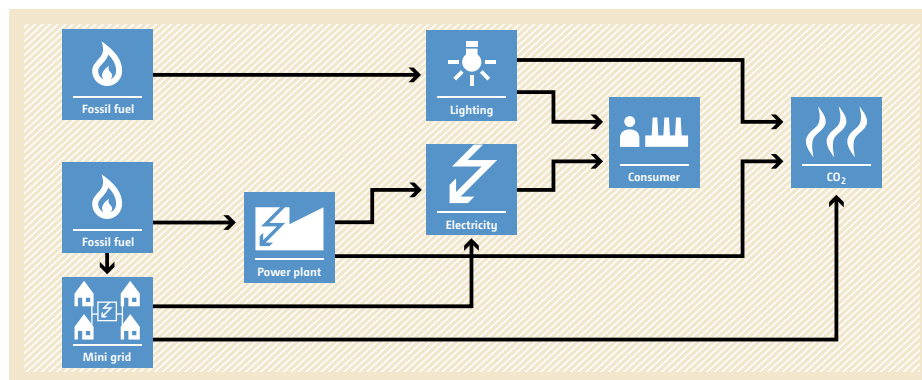 Fossil fuel
Lighting
Consumer
CO₂
Fossil fuel
Electricity
Power plant
Mini grid